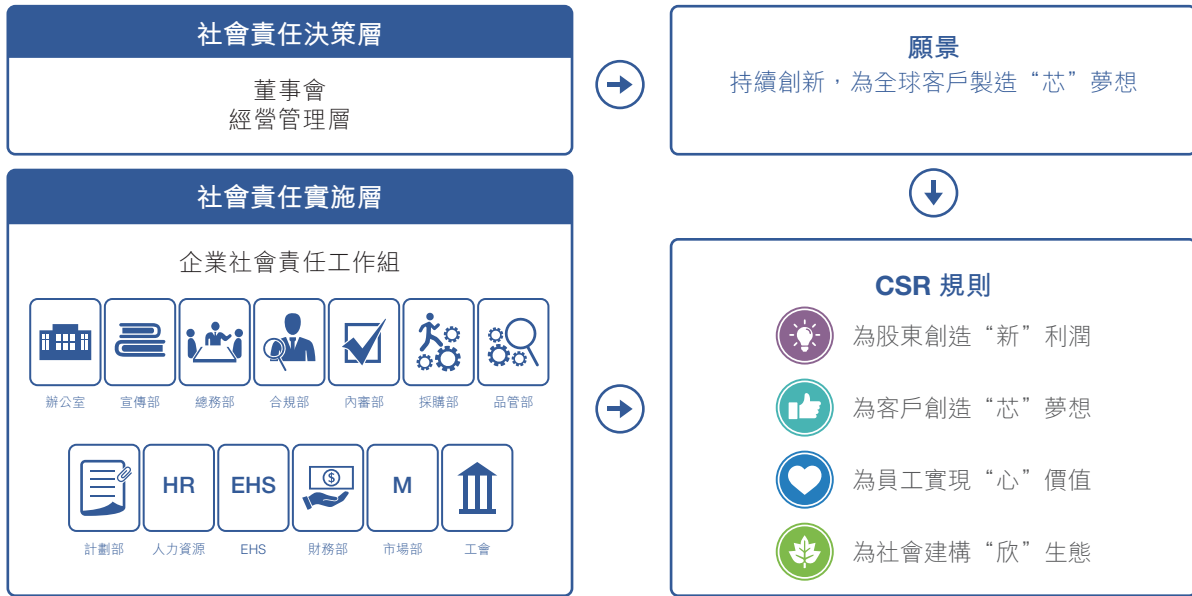 社會責任決策層
董事會
經營管理層
願景
持續創新，為全球客戶製造“芯”夢想
社會責任實施層
企業社會責任工作組
辦公室 宣傳部 總務部 合規部 內審部 採購部 品管部
HR EHS $ M
計劃部 人力資源 EHS 財務部 市場部 工會
CSR 規則
為股東創造“新”利潤
為客戶創造“芯”夢想
為員工實現“心”價值
為社會建構“欣”生態